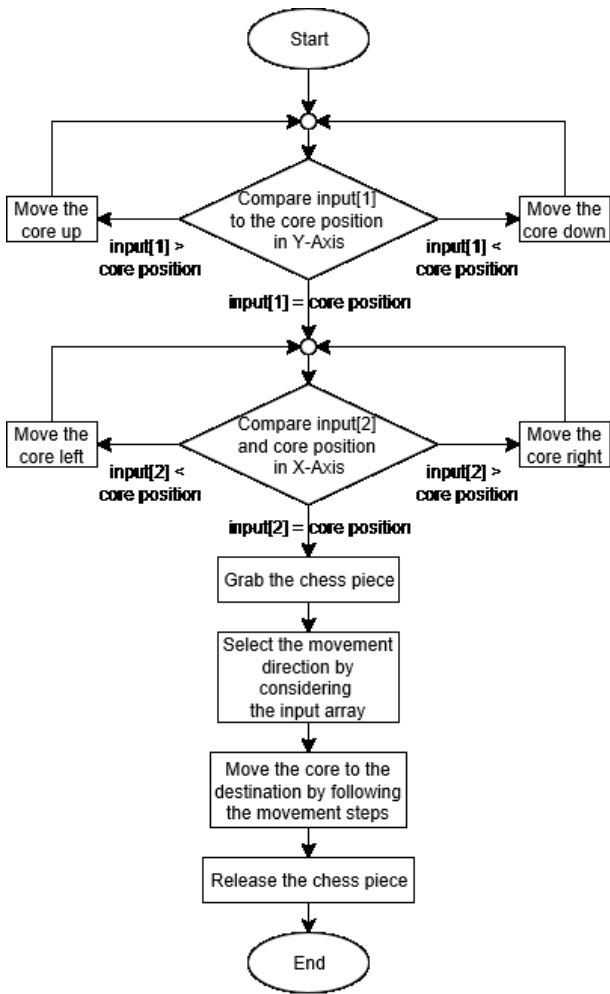 Start
Compare input[1]
to the core position
in Y-Axis
Move the
core up
Move the
core down
input[1] >
core position
input[1] <
core position
input[1] = core position
Compare input[2]
and core position
in X-Axis
Move the
core left
Move the
core right
input[2] <
core position
input[2] >
core position
input[2] = core position
Grab the chess piece
Select the movement
direction by
considering
the input array
Move the core to the
destination by following
the movement steps
Release the chess piece
End